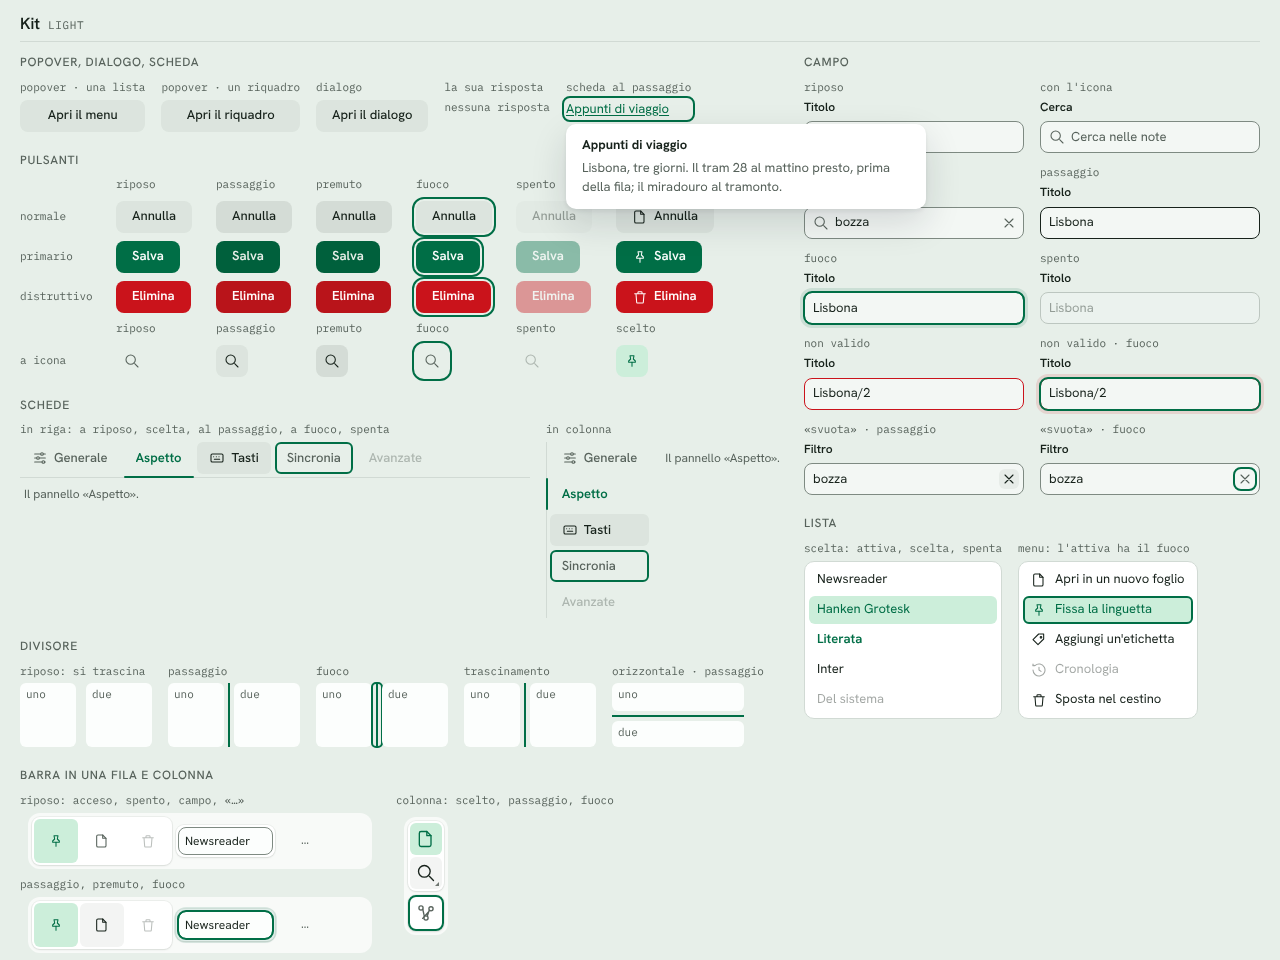 Kit LIGHT
POPOVER, DIALOGO, SCHEDA
popover · una lista
popover · un riquadro
dialogo
la sua risposta
scheda al passaggio
Apri il menu
Apri il riquadro
Apri il dialogo
nessuna risposta
Appunti di viaggio
Appunti di viaggio
Lisbona, tre giorni. Il tram 28 al mattino presto, prima
della fila; il miradouro al tramonto.
PULSANTI
riposo
passaggio
premuto
fuoco
spento
normale
Annulla
Annulla
Annulla
Annulla
Annulla
Annulla
primario
Salva
Salva
Salva
Salva
Salva
Salva
distruttivo
Elimina
Elimina
Elimina
Elimina
Elimina
Elimina
riposo
passaggio
premuto
fuoco
spento
scelto
a icona
SCHEDE
in riga: a riposo, scelta, al passaggio, a fuoco, spenta
Generale
Aspetto
Tasti
Sincronia
Avanzate
Il pannello «Aspetto».
in colonna
Generale
Aspetto
Tasti
Sincronia
Avanzate
Il pannello «Aspetto».
DIVISORE
riposo: si trascina
passaggio
fuoco
trascinamento
orizzontale · passaggio
uno
due
uno
due
uno
due
uno
due
uno
due
BARRA IN UNA FILA E COLONNA
riposo: acceso, spento, campo, «…»
Newsreader
…
passaggio, premuto, fuoco
Newsreader
…
colonna: scelto, passaggio, fuoco
CAMPO
riposo
con l'icona
Titolo
Cerca
Cerca nelle note
passaggio
Titolo
bozza
Lisbona
fuoco
spento
Titolo
Titolo
Lisbona
Lisbona
non valido
non valido · fuoco
Titolo
Titolo
Lisbona/2
Lisbona/2
«svuota» · passaggio
«svuota» · fuoco
Filtro
Filtro
bozza
bozza
LISTA
scelta: attiva, scelta, spenta
Newsreader
Hanken Grotesk
Literata
Inter
Del sistema
menu: l'attiva ha il fuoco
Apri in un nuovo foglio
Fissa la linguetta
Aggiungi un'etichetta
Cronologia
Sposta nel cestino